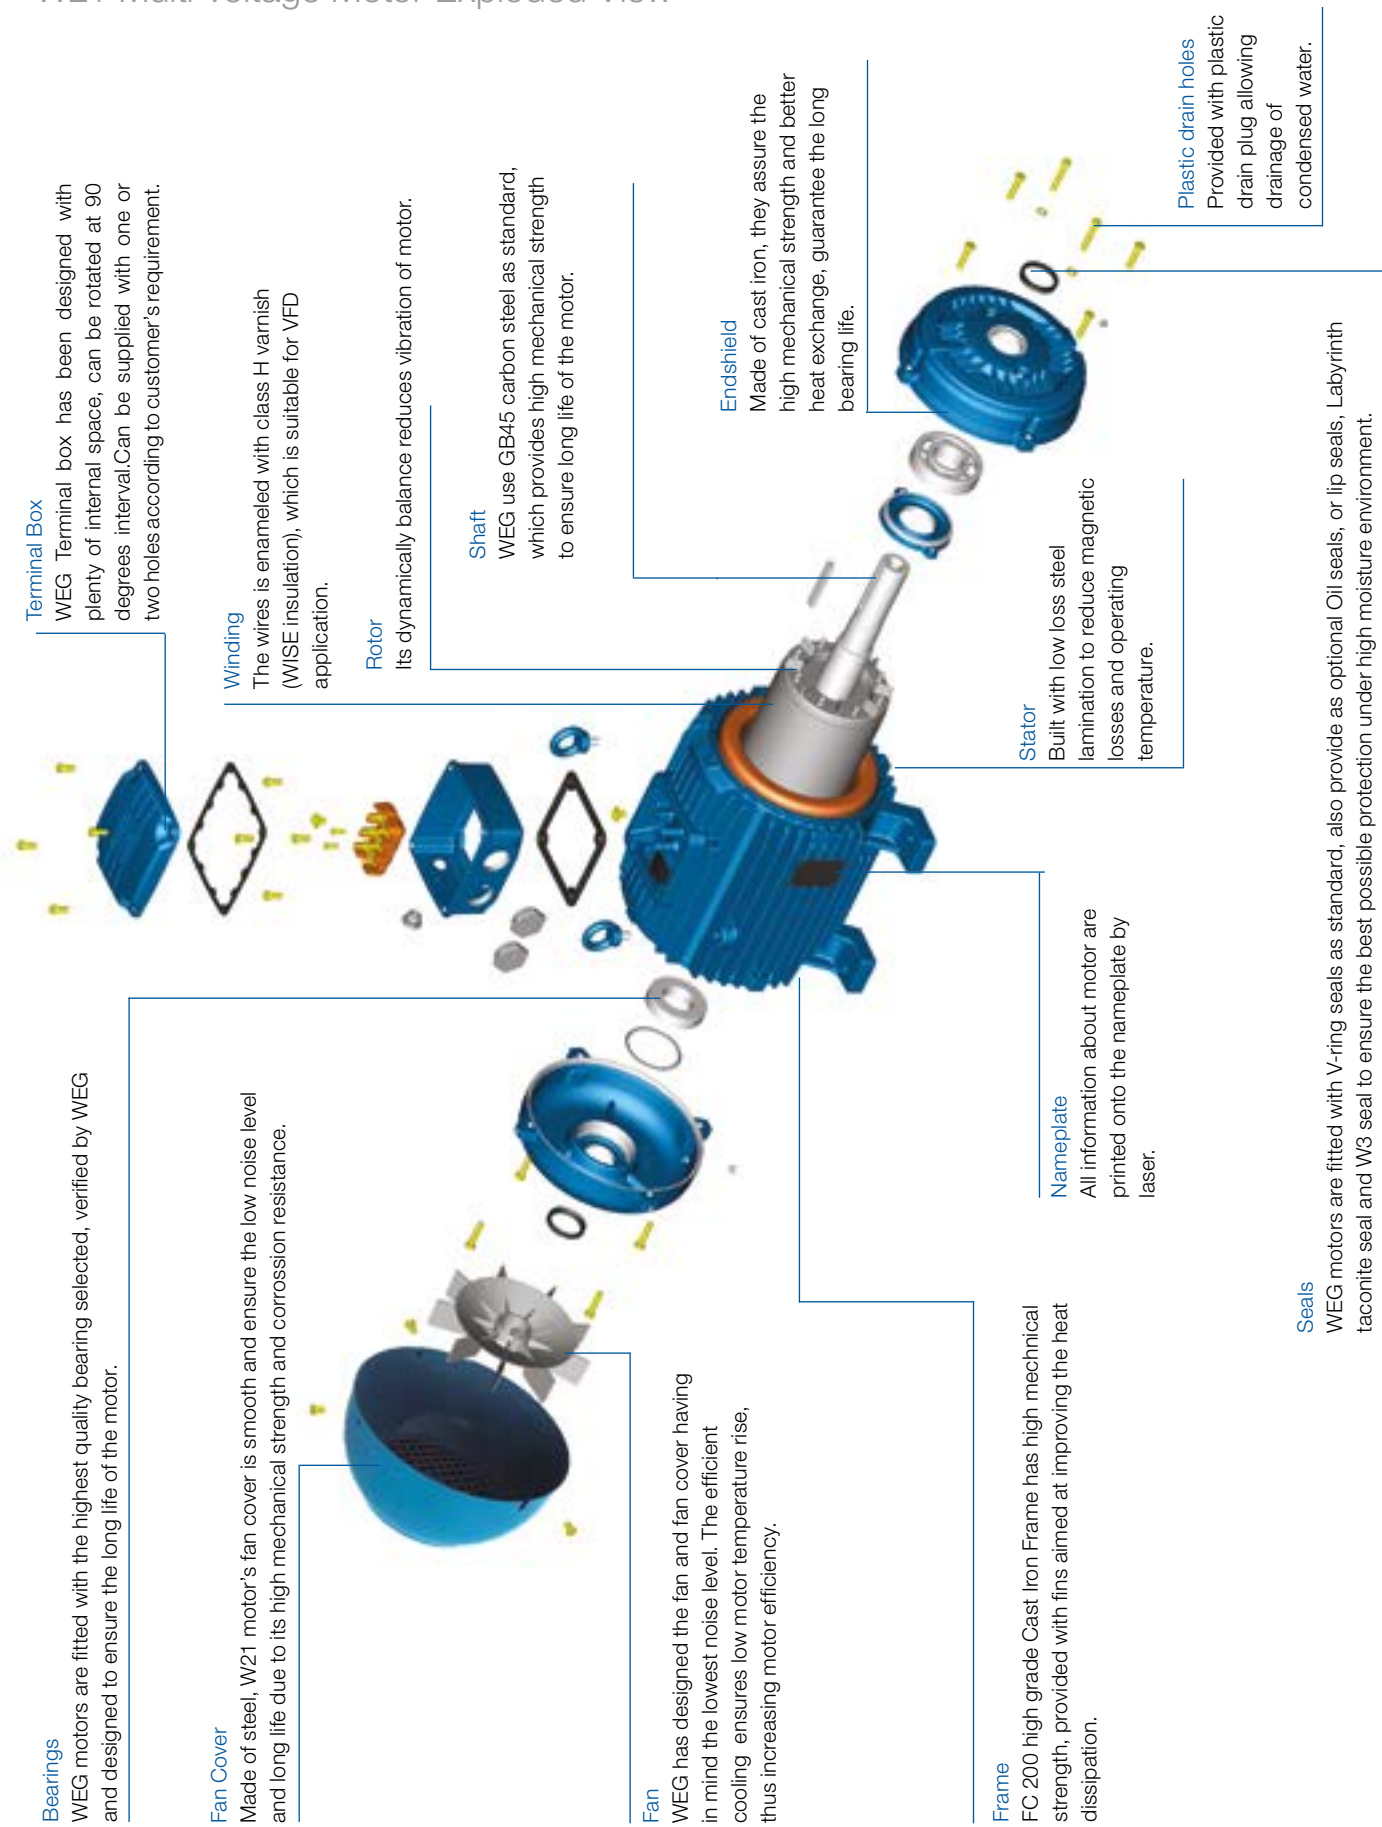 W21 Multi Voltage Motor Exploded View
Bearings
WEG motors are fitted with the highest quality bearing selected, verified by WEG
and designed to ensure the long life of the motor.
Terminal Box
WEG Terminal box has been designed with
plenty of internal space, can be rotated at 90
degrees interval.Can be supplied with one or
two holes according to customer's requirement.
Fan Cover
Made of steel, W21 motor's fan cover is smooth and ensure the low noise level
and long life due to its high mechanical strength and corrossion resistance.
Winding
The wires is enameled with class H varnish
(WISE insulation), which is suitable for VFD
application.
Rotor
Its dynamically balance reduces vibration of motor.
Shaft
WEG use GB45 carbon steel as standard,
which provides high mechanical strength
to ensure long life of the motor.
Fan
WEG has designed the fan and fan cover having
in mind the lowest noise level. The efficient
cooling ensures low motor temperature rise,
thus increasing motor efficiency.
Endshield
Made of cast iron, they assure the
high mechanical strength and better
heat exchange, guarantee the long
bearing life.
Frame
FC 200 high grade Cast Iron Frame has high mechnical
strength, provided with fins aimed at improving the heat
dissipation.
Nameplate
All information about motor are
printed onto the nameplate by
laser.
Stator
Built with low loss steel
lamination to reduce magnetic
losses and operating
temperature.
Plastic drain holes
Provided with plastic
drain plug allowing
drainage of
condensed water.
Seals
WEG motors are fitted with V-ring seals as standard, also provide as optional Oil seals, or lip seals, Labyrinth
taconite seal and W3 seal to ensure the best possible protection under high moisture environment.